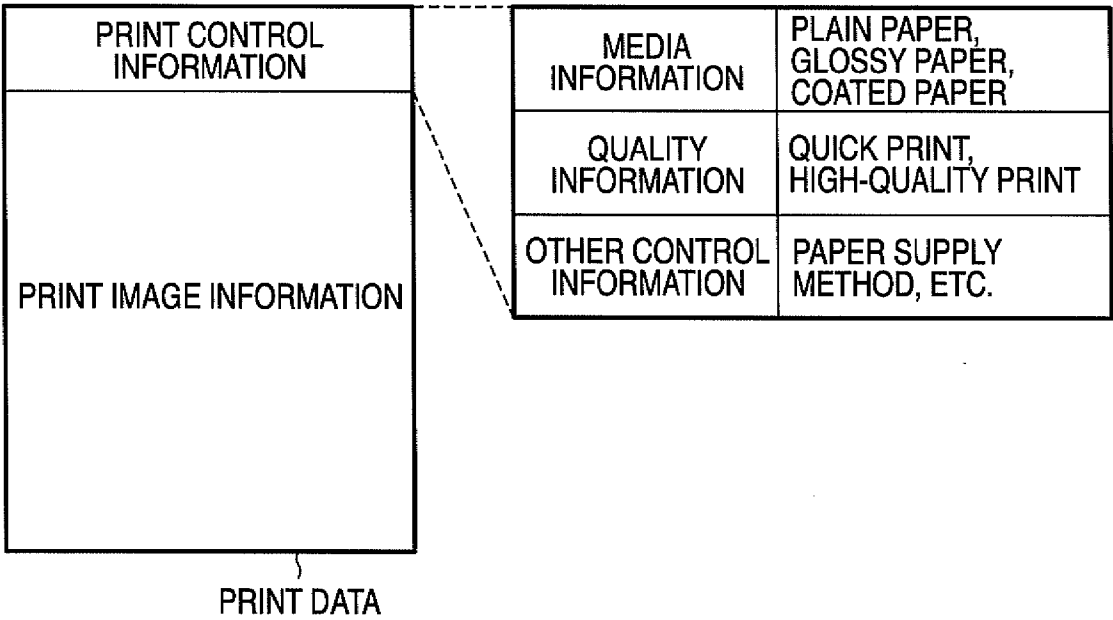 PRINT CONTROL
INFORMATION
PRINT IMAGE INFORMATION
PRINT DATA
MEDIA
INFORMATION
PLAIN PAPER,
GLOSSY PAPER,
COATED PAPER
QUALITY
INFORMATION
QUICK PRINT,
HIGH-QUALITY PRINT
OTHER CONTROL
INFORMATION
PAPER SUPPLY
METHOD, ETC.